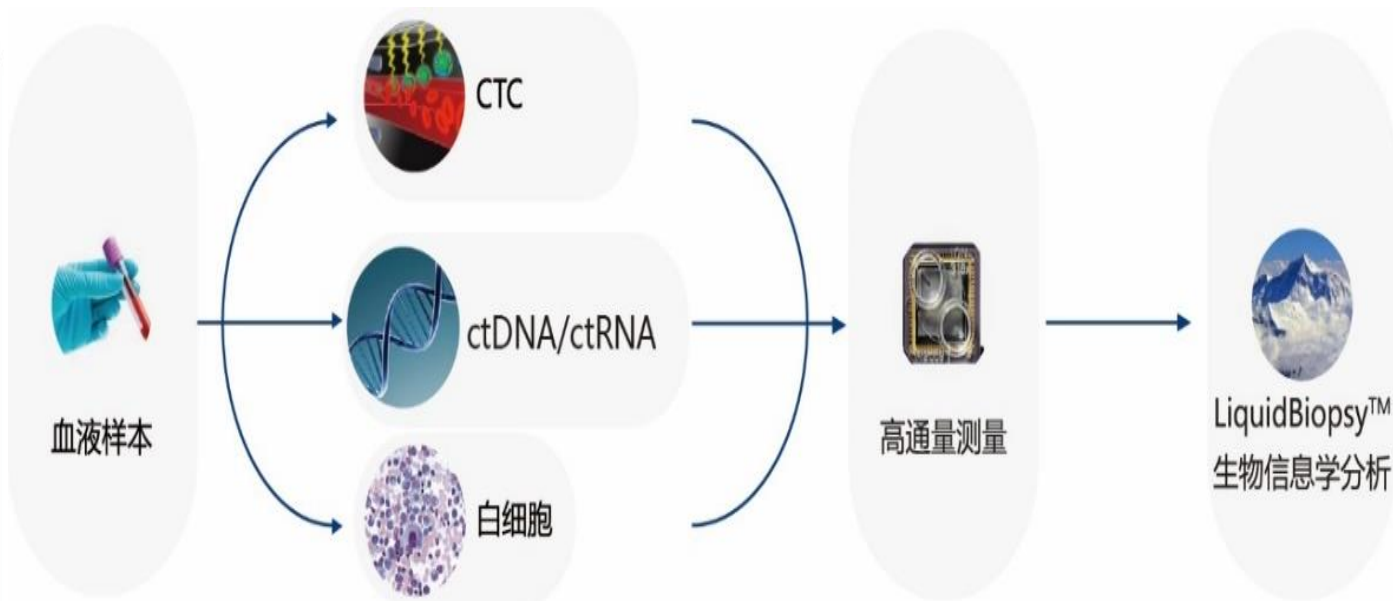 血液样本
CTC
ctDNA/ctRNA
白细胞
高通量测量
LiquidBiopsy™
生物信息学分析